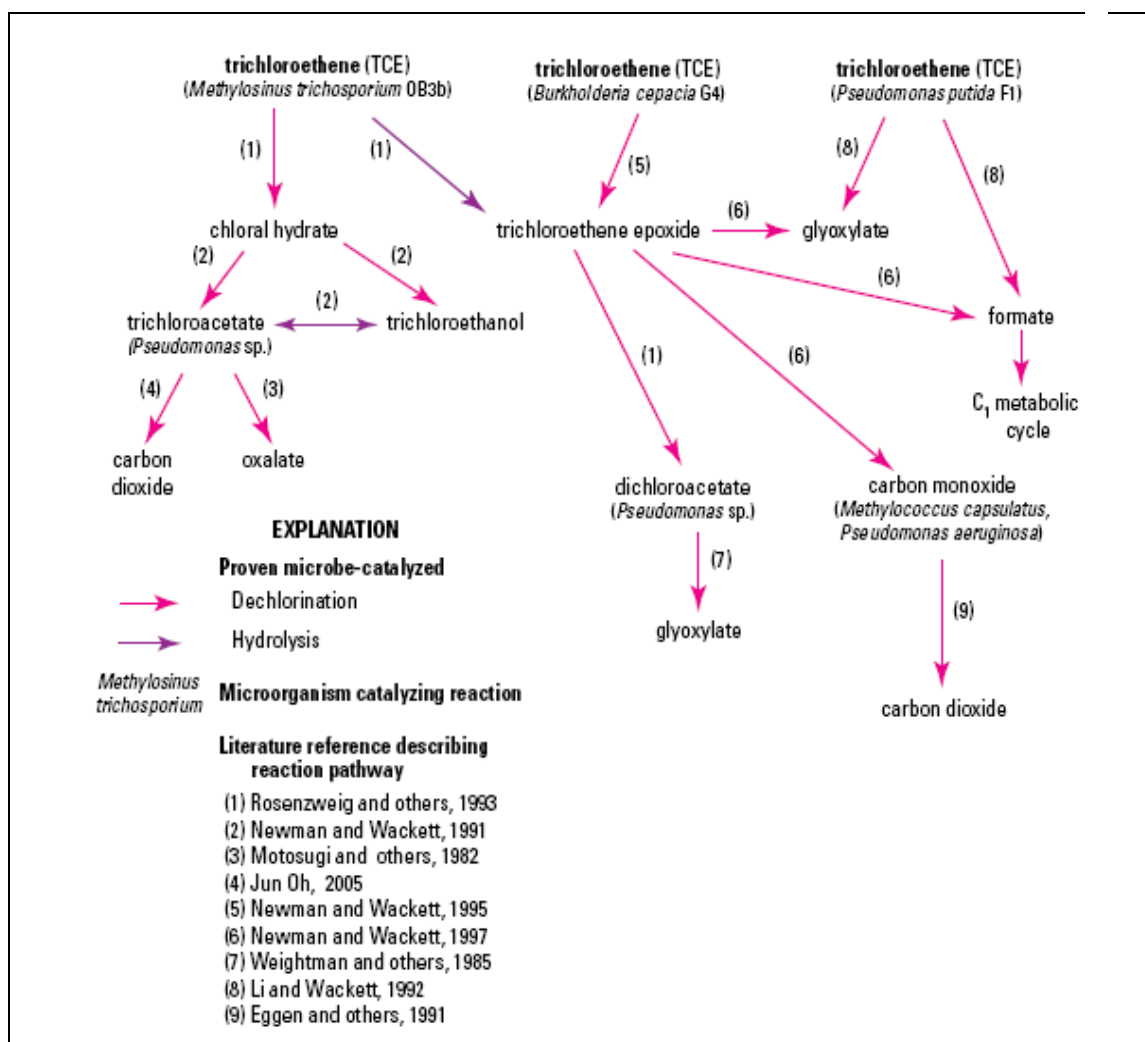 trichloroethene (TCE)
(Methylosinus trichosporium OB3b)
trichloroethene (TCE)
(Burkholderia cepacia G4)
trichloroethene (TCE)
(Pseudomonas putida F1)
(1)
(1)
(5)
(8)
(8)
chloral hydrate
trichloroethene epoxide
(6)
glyoxylate
(2)
(2)
(6)
trichloroacetate
(Pseudomonas sp.)
(2)
trichloroethanol
formate
(4)
(3)
(1)
(6)
C1 metabolic
cycle
carbon
dioxide
oxalate
dichloroacetate
(Pseudomonas sp.)
carbon monoxide
(Methylococcus capsulatus,
Pseudomonas aeruginosa)
(7)
(9)
glyoxylate
carbon dioxide
EXPLANATION
Proven microbe-catalyzed
Dechlorination
Hydrolysis
Methylosinus
trichosporium
Microorganism catalyzing reaction
Literature reference describing
reaction pathway
(1) Rosenzweig and others, 1993
(2) Newman and Wackett, 1991
(3) Motosugi and others, 1982
(4) Jun Oh, 2005
(5) Newman and Wackett, 1995
(6) Newman and Wackett, 1997
(7) Weightman and others, 1985
(8) Li and Wackett, 1992
(9) Eggen and others, 1991